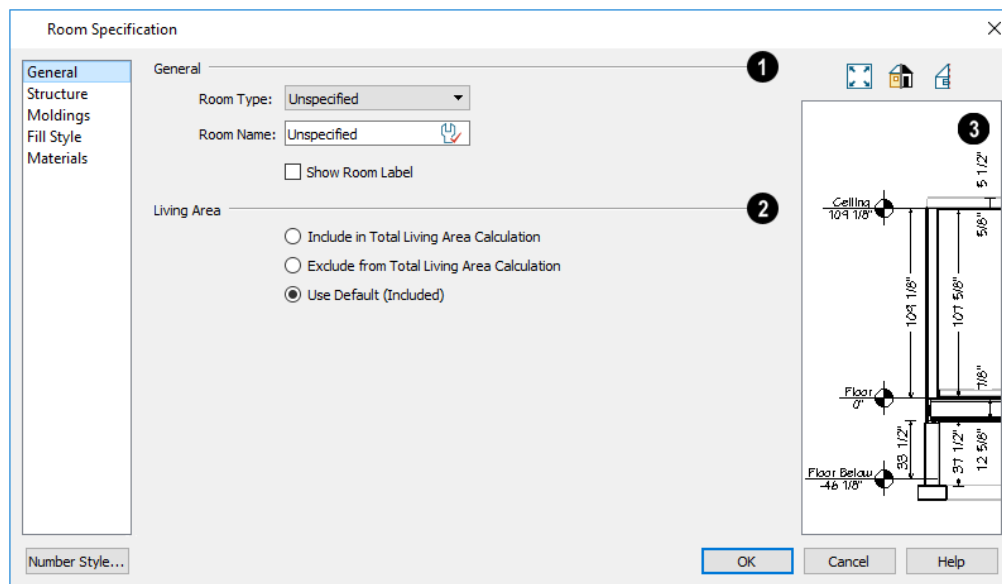 Room Specification
General
Structure
Moldings
Fill Style
Materials
General
1
Room Type: Unspecified
Room Name: Unspecified
Show Room Label
Living Area
2
Include in Total Living Area Calculation
Exclude from Total Living Area Calculation
Use Default (Included)
3
5 1/2"
Ceiling
109 1/8"
5/8"
109 1/8"
107 5/8"
7/8"
Floor
0"
33 1/2"
37 1/2"
12 5/8"
Floor Below
-46 1/8"
Number Style...
OK
Cancel
Help